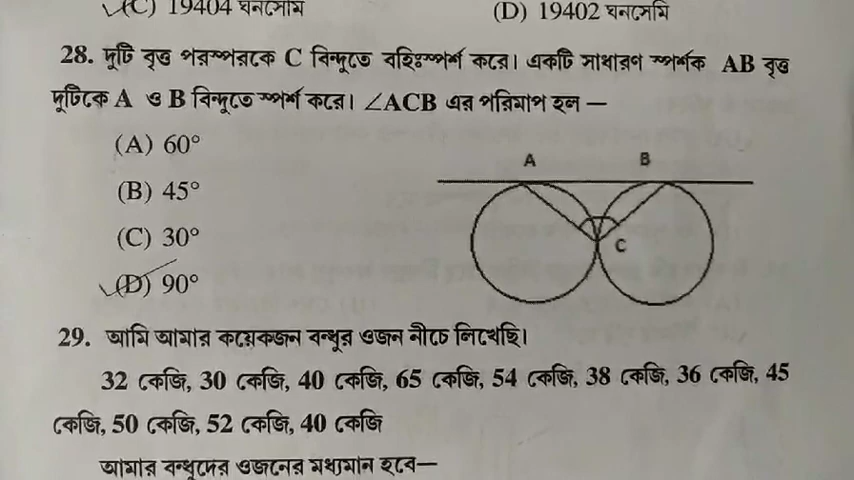 (C) 19404 ঘনসেমি (D) 19402 ঘনসেমি
28. দুটি বৃত্ত পরস্পরকে C বিন্দুতে বহিঃস্পর্শ করে। একটি সাধারণ স্পর্শক AB বৃত্ত
দুটিকে A ও B বিন্দুতে স্পর্শ করে। ∠ACB এর পরিমাপ হল —
(A) 60°
(B) 45°
(C) 30°
(D) 90°
A B
C
29. আমি আমার কয়েকজন বন্ধুর ওজন নীচে লিখেছি।
32 কেজি, 30 কেজি, 40 কেজি, 65 কেজি, 54 কেজি, 38 কেজি, 36 কেজি, 45
কেজি, 50 কেজি, 52 কেজি, 40 কেজি
আমার বন্ধুদের ওজনের মধ্যমান হবে—